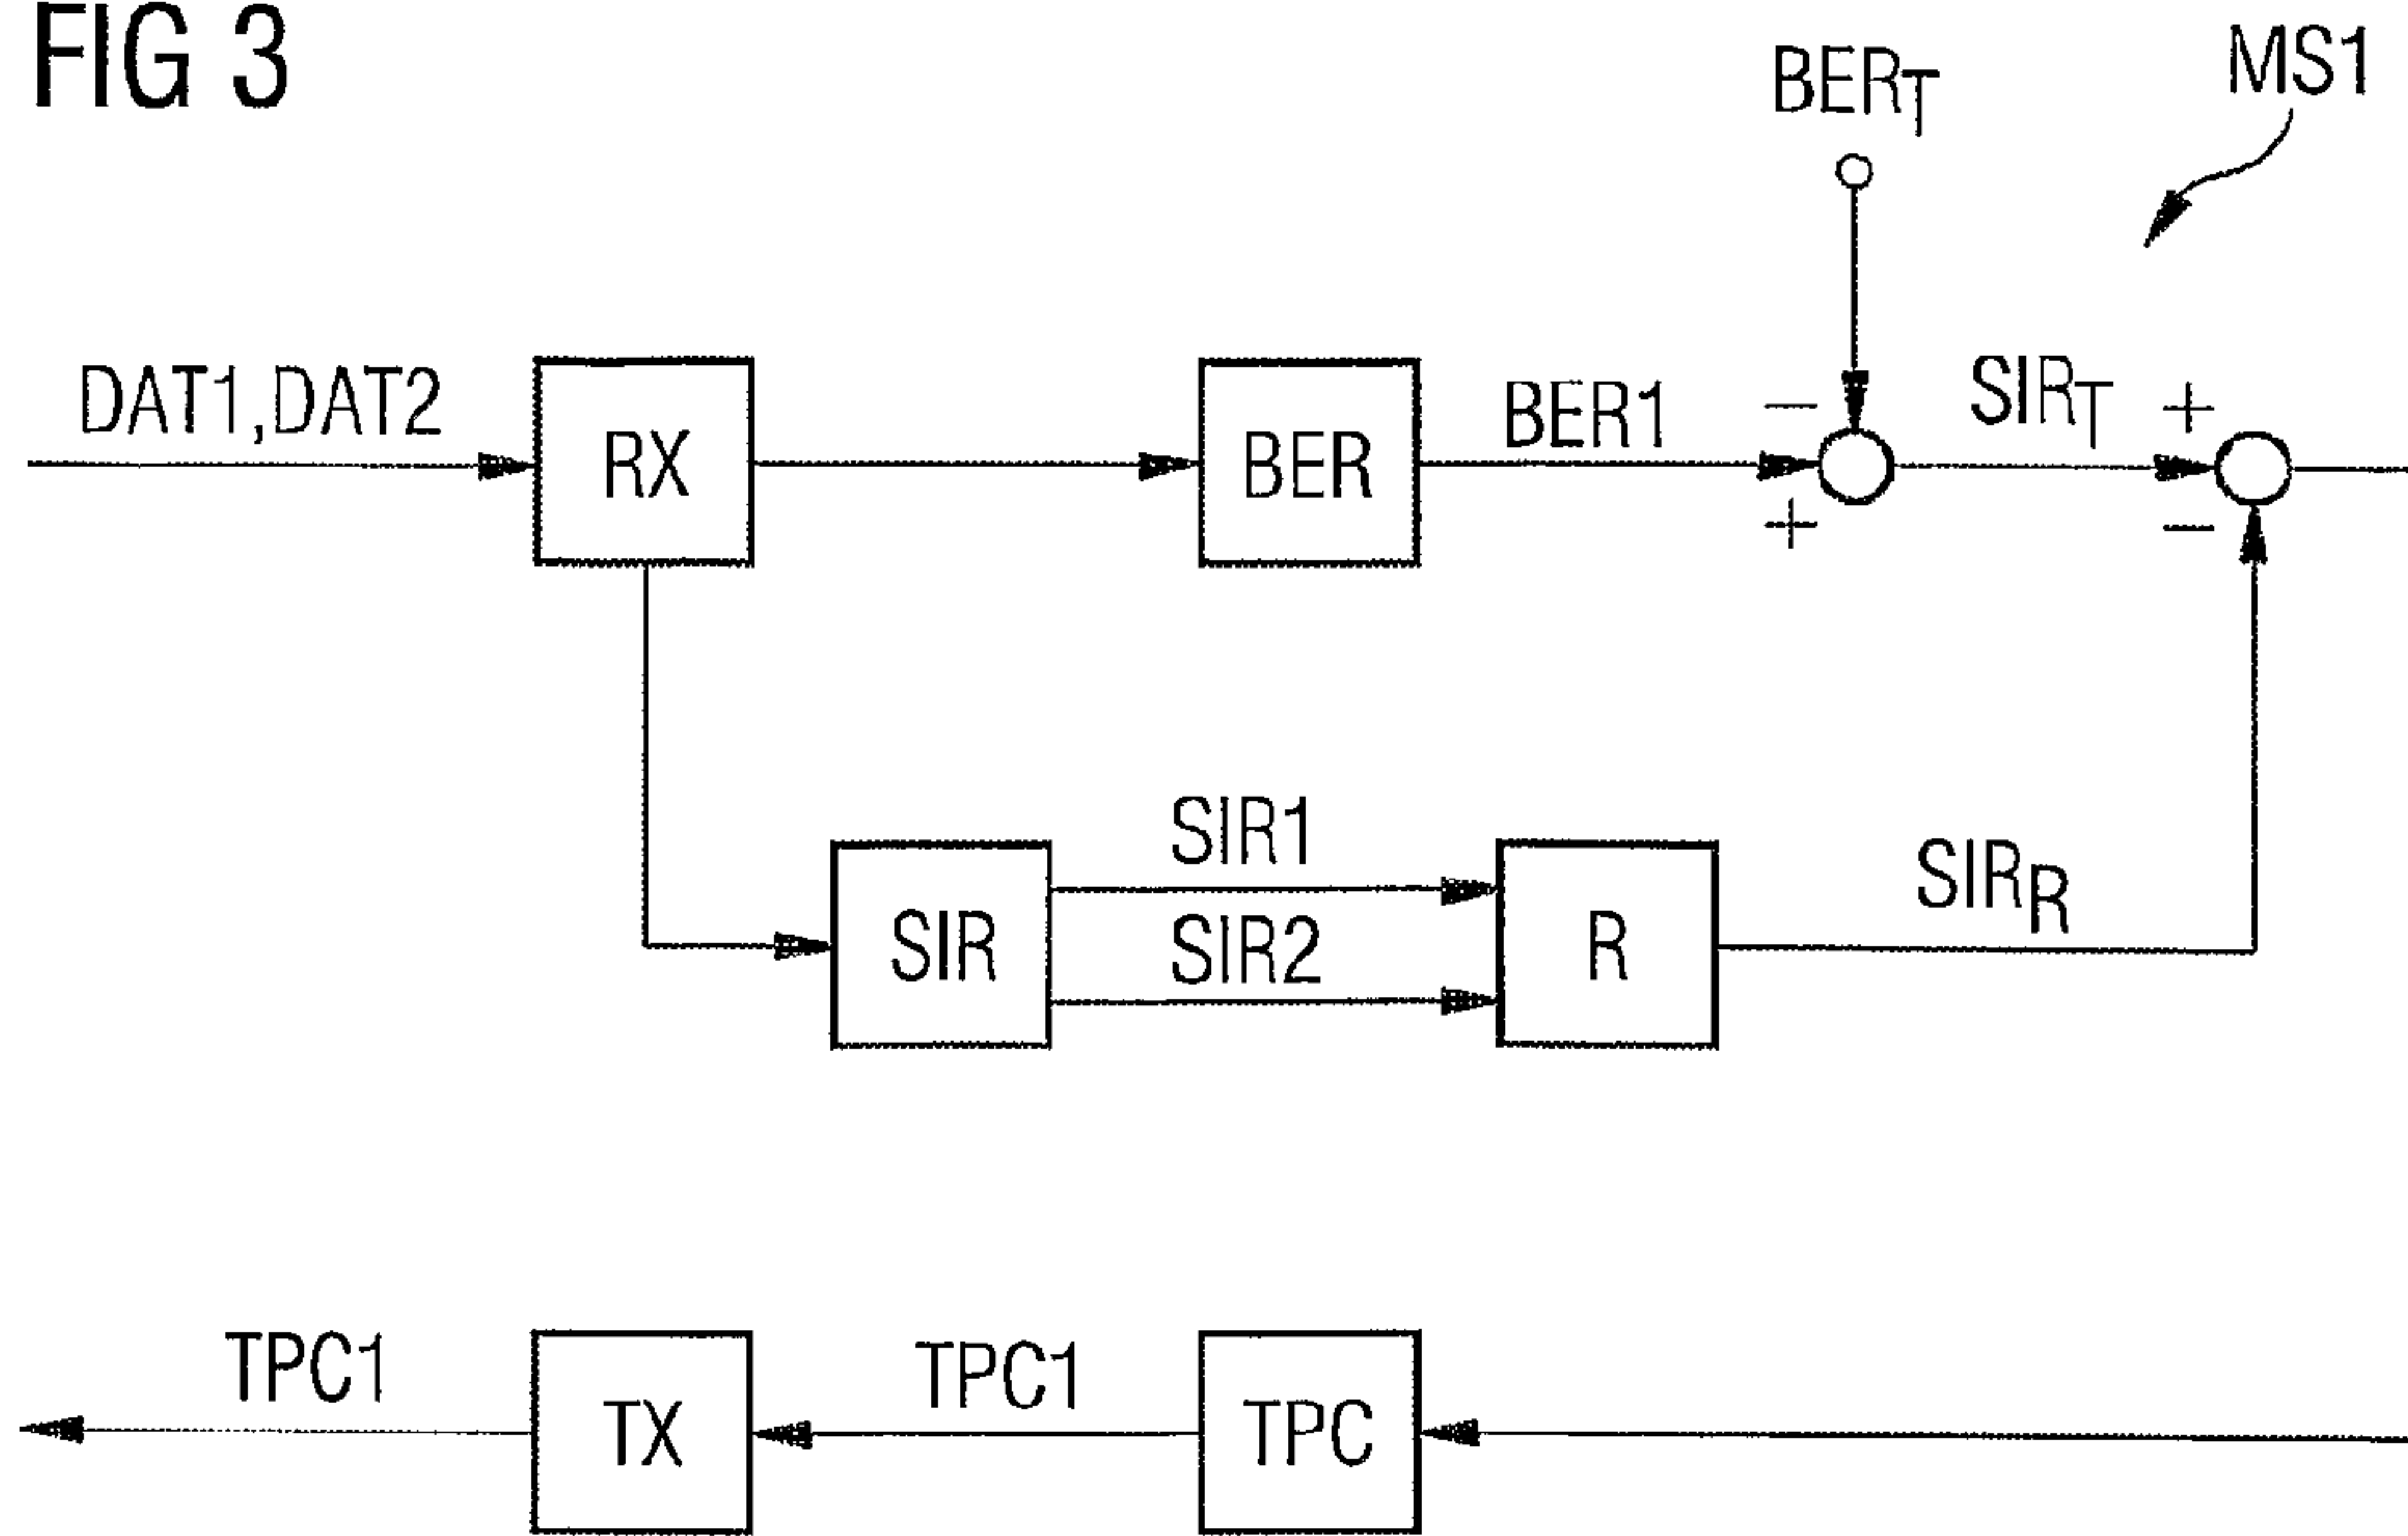 FIG 3
BERT
MS1
DAT1,DAT2
RX
BER
BER1
−
+
SIRT
+
−
SIR
SIR1
SIR2
R
SIRR
TPC1
TX
TPC1
TPC